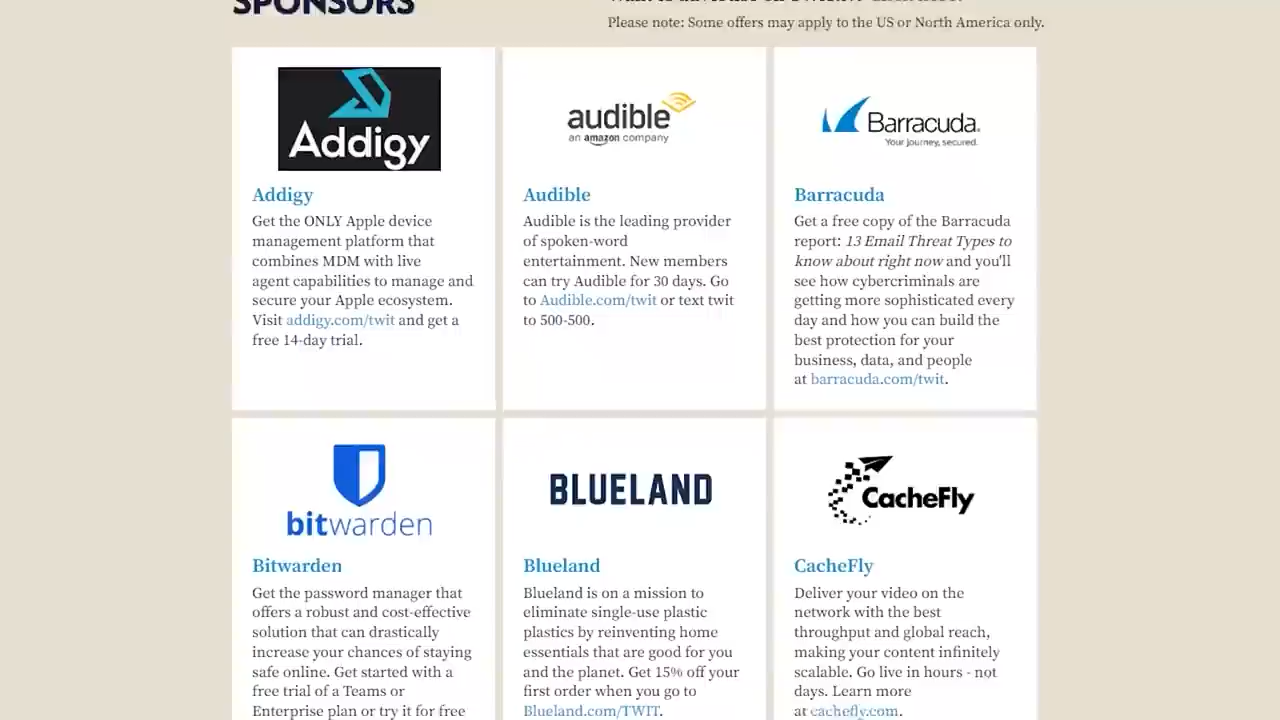 SPONSORS
Please note: Some offers may apply to the US or North America only.
Addigy
Addigy
Get the ONLY Apple device
management platform that
combines MDM with live
agent capabilities to manage and
secure your Apple ecosystem.
Visit addigy.com/twit and get a
free 14-day trial.
audible
an amazon company
Audible
Audible is the leading provider
of spoken-word
entertainment. New members
can try Audible for 30 days. Go
to Audible.com/twit or text twit
to 500-500.
Barracuda.
Your journey, secured.
Barracuda
Get a free copy of the Barracuda
report: 13 Email Threat Types to
know about right now and you'll
see how cybercriminals are
getting more sophisticated every
day and how you can build the
best protection for your
business, data, and people
at barracuda.com/twit.
bitwarden
Bitwarden
Get the password manager that
offers a robust and cost-effective
solution that can drastically
increase your chances of staying
safe online. Get started with a
free trial of a Teams or
Enterprise plan or try it for free
BLUELAND
Blueland
Blueland is on a mission to
eliminate single-use plastic
plastics by reinventing home
essentials that are good for you
and the planet. Get 15% off your
first order when you go to
Blueland.com/TWIT.
CacheFly
CacheFly
Deliver your video on the
network with the best
throughput and global reach,
making your content infinitely
scalable. Go live in hours - not
days. Learn more
at cachefly.com.